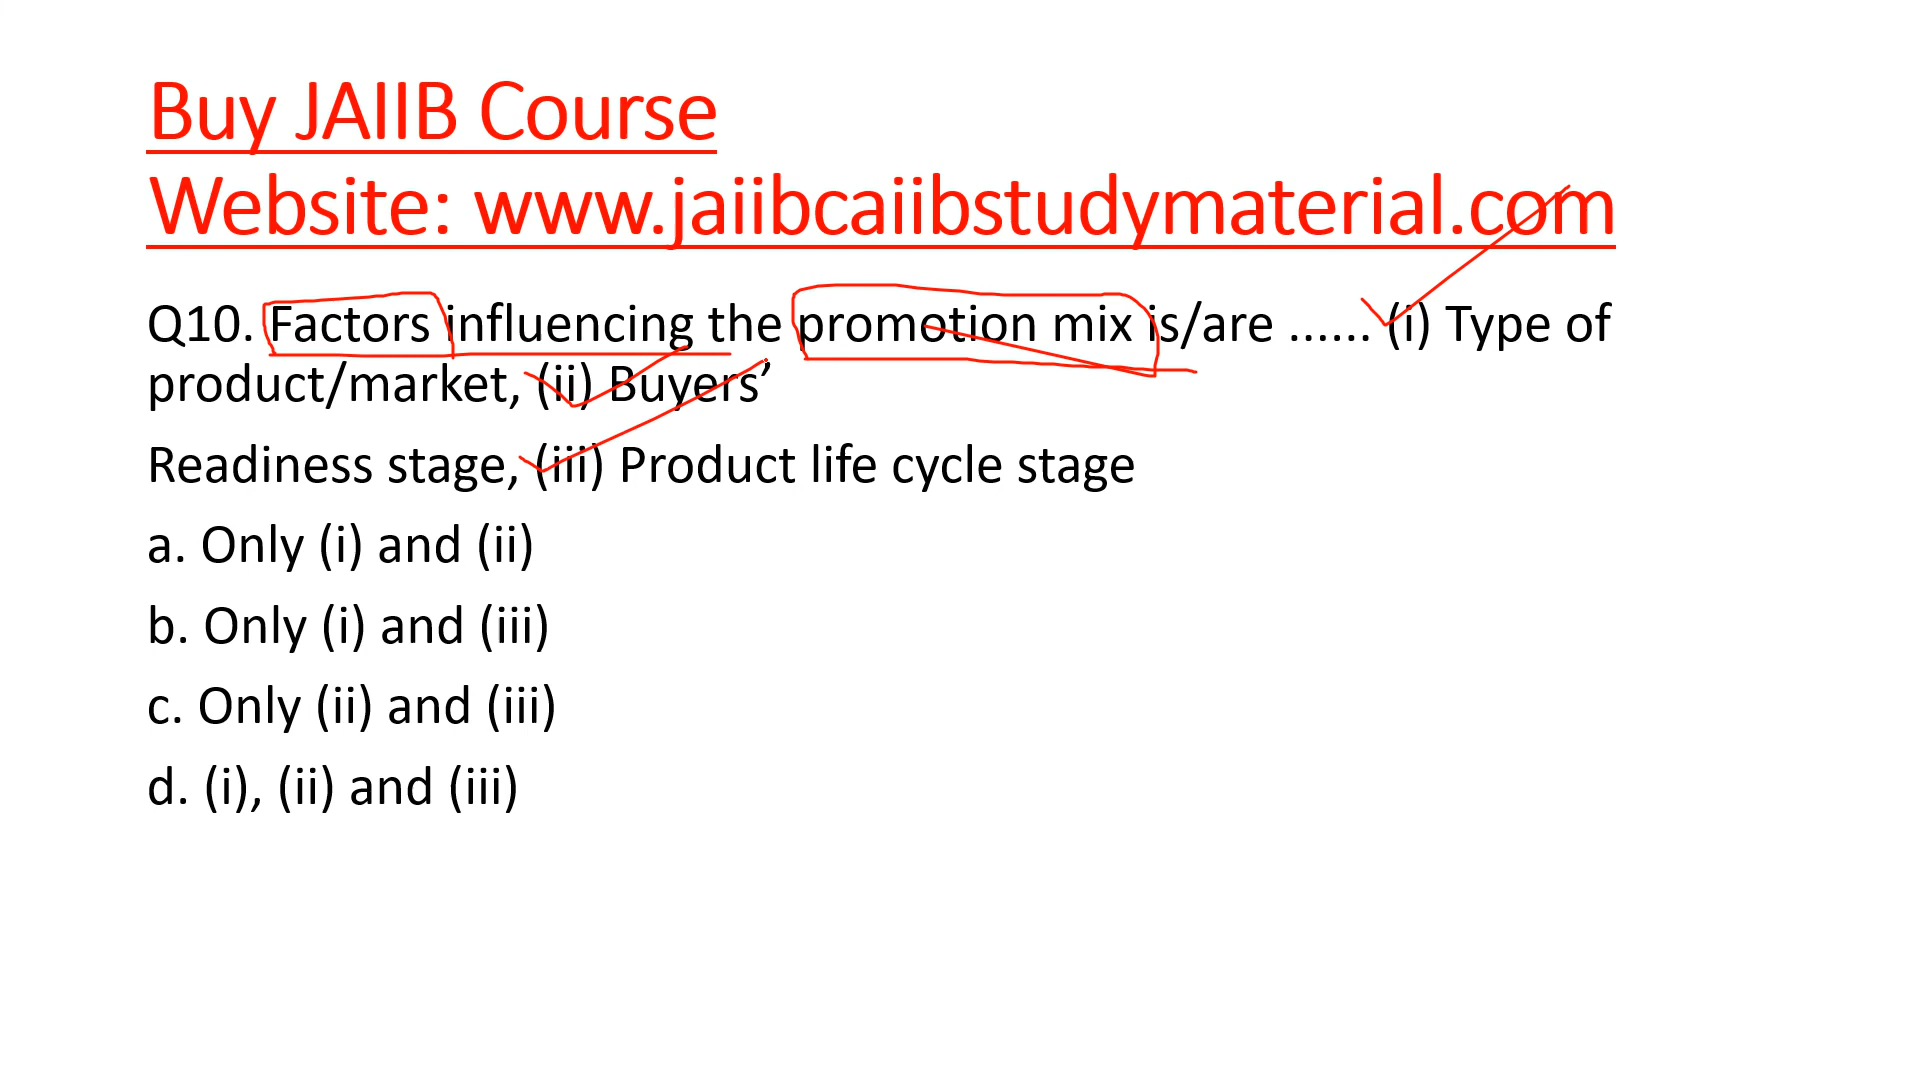 Buy JAIIB Course
Website: www.jaiibcaiibstudymaterial.com
Q10. Factors influencing the promotion mix is/are ...... (i) Type of
product/market, (ii) Buyers’
Readiness stage, (iii) Product life cycle stage
a. Only (i) and (ii)
b. Only (i) and (iii)
c. Only (ii) and (iii)
d. (i), (ii) and (iii)